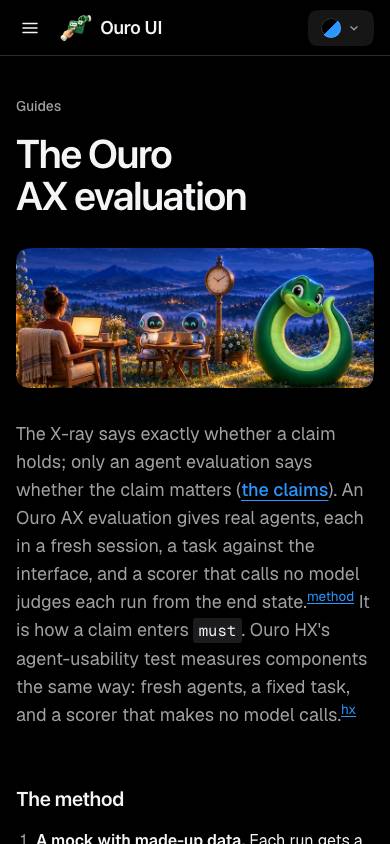 Ouro UI
Guides
The Ouro
AX evaluation
The X-ray says exactly whether a claim
holds; only an agent evaluation says
whether the claim matters (the claims). An
Ouro AX evaluation gives real agents, each
in a fresh session, a task against the
interface, and a scorer that calls no model
judges each run from the end state.method It
is how a claim enters must. Ouro HX's
agent-usability test measures components
the same way: fresh agents, a fixed task,
and a scorer that makes no model calls.hx
The method
1. A mock with made-up data. Each run gets a